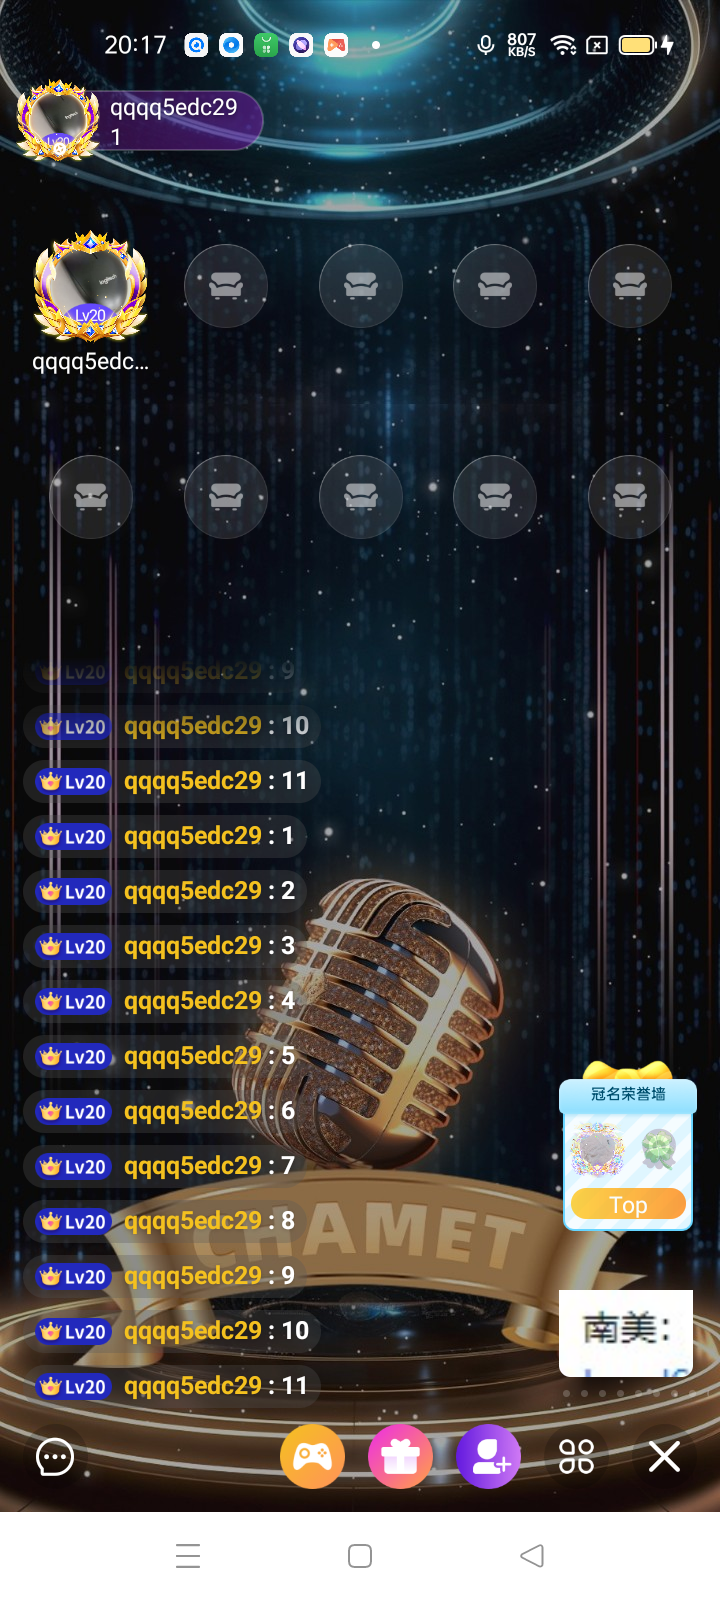 20:17
807
KB/S
Lv20
qqqq5edc29
1
Lv20
qqqq5edc...
Lv20 qqqq5edc29 : 9
Lv20 qqqq5edc29 : 10
Lv20 qqqq5edc29 : 11
Lv20 qqqq5edc29 : 1
Lv20 qqqq5edc29 : 2
Lv20 qqqq5edc29 : 3
Lv20 qqqq5edc29 : 4
Lv20 qqqq5edc29 : 5
Lv20 qqqq5edc29 : 6
Lv20 qqqq5edc29 : 7
Lv20 qqqq5edc29 : 8
Lv20 qqqq5edc29 : 9
Lv20 qqqq5edc29 : 10
Lv20 qqqq5edc29 : 11
CHAMET
冠名荣誉墙
Top
南美: